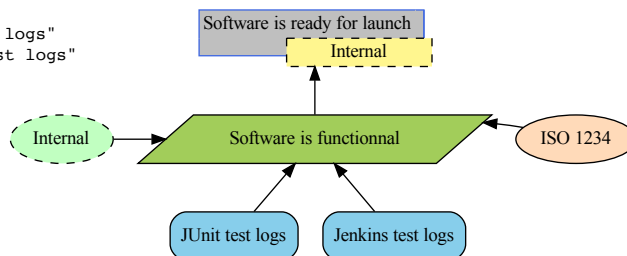 logs"
st logs"
Software is ready for launch
Internal
Internal
Software is functionnal
ISO 1234
JUnit test logs
Jenkins test logs